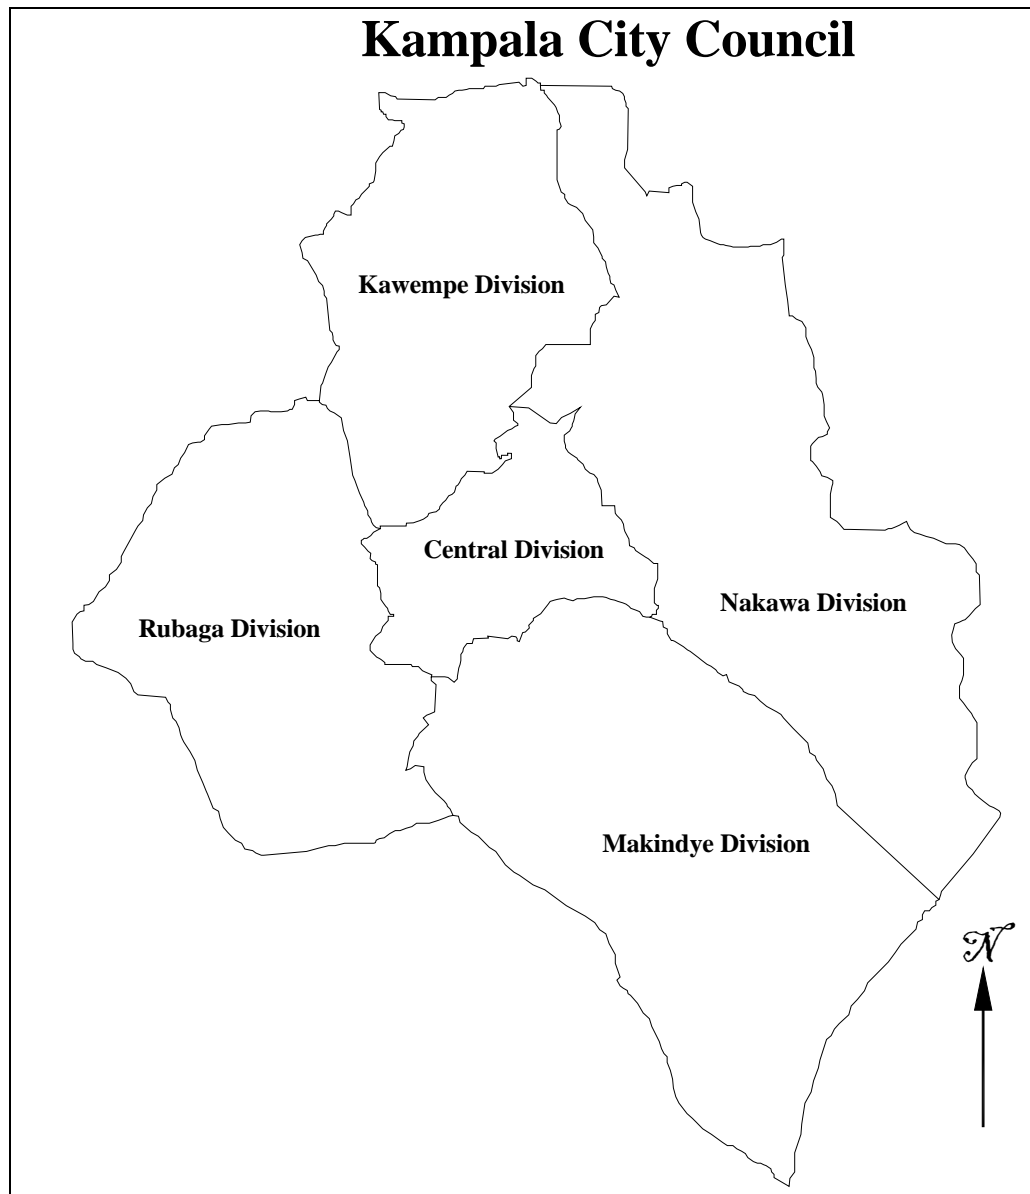 Kampala City Council
Kawempe Division
Central Division
Nakawa Division
Rubaga Division
Makindye Division
N